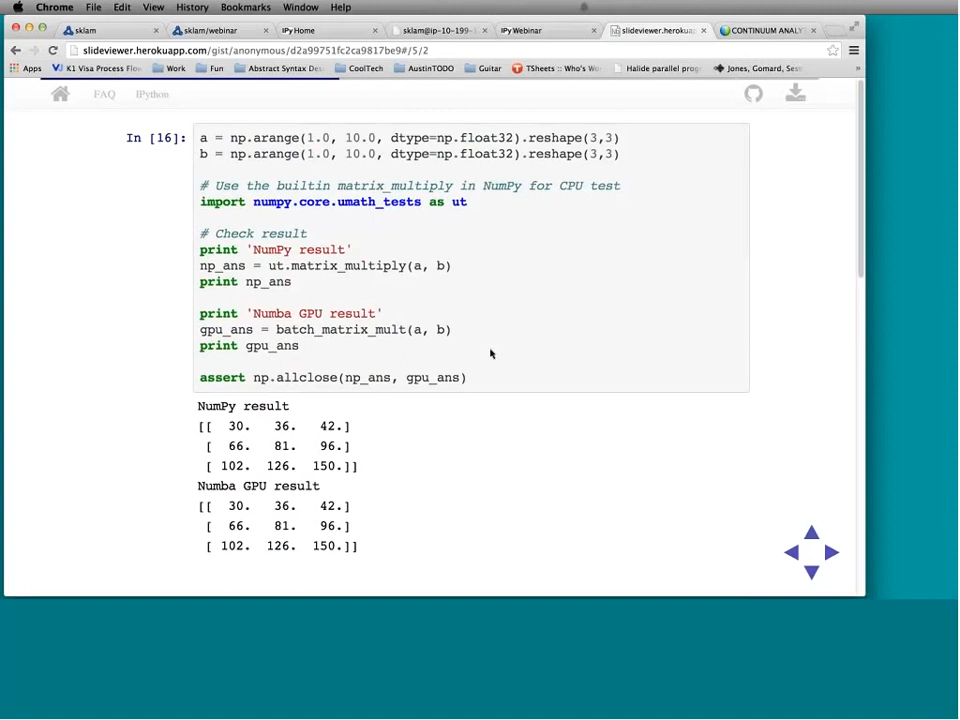 Chrome File Edit View History Bookmarks Window Help
sklam
sklam/webinar
IPy Home
sklam@ip-10-199-
IPy Webinar
slideviewer.heroku
CONTINUUM ANALY
slideviewer.herokuapp.com/gist/anonymous/d2a99751fc2ca9817be9#/5/2
Apps K1 Visa Process Flo Work Fun Abstract Syntax Des CoolTech AustinTODO Guitar TSheets :: Who's Wo Halide parallel prog Jones, Gomard, Sest »
FAQ IPython
In [16]:
a = np.arange(1.0, 10.0, dtype=np.float32).reshape(3,3)
b = np.arange(1.0, 10.0, dtype=np.float32).reshape(3,3)
# Use the builtin matrix_multiply in NumPy for CPU test
import numpy.core.umath_tests as ut
# Check result
print 'NumPy result'
np_ans = ut.matrix_multiply(a, b)
print np_ans
print 'Numba GPU result'
gpu_ans = batch_matrix_mult(a, b)
print gpu_ans
assert np.allclose(np_ans, gpu_ans)
NumPy result
[[ 30. 36. 42.]
[ 66. 81. 96.]
[ 102. 126. 150.]]
Numba GPU result
[[ 30. 36. 42.]
[ 66. 81. 96.]
[ 102. 126. 150.]]